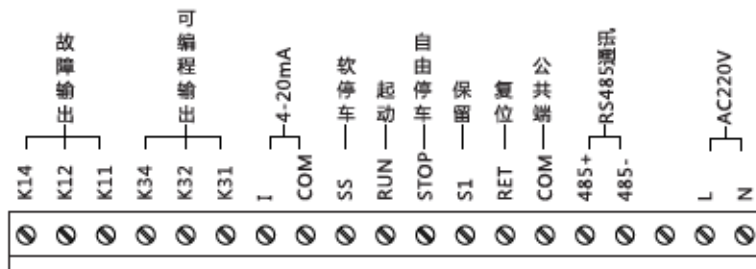 故障输出
可编程输出
4-20mA
软停车
起动
自由停车
保留
复位
公共端
RS485通讯
AC220V
K14
K12
K11
K34
K32
K31
I
COM
SS
RUN
STOP
S1
RET
COM
485+
485-
L
N